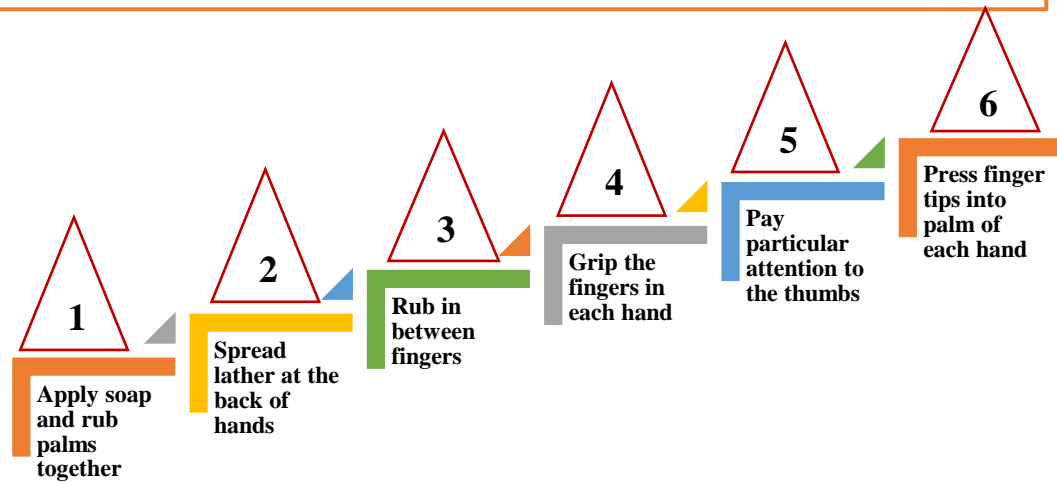 1
Apply soap
and rub
palms
together
2
Spread
lather at the
back of
hands
3
Rub in
between
fingers
4
Grip the
fingers in
each hand
5
Pay
particular
attention to
the thumbs
6
Press finger
tips into
palm of
each hand